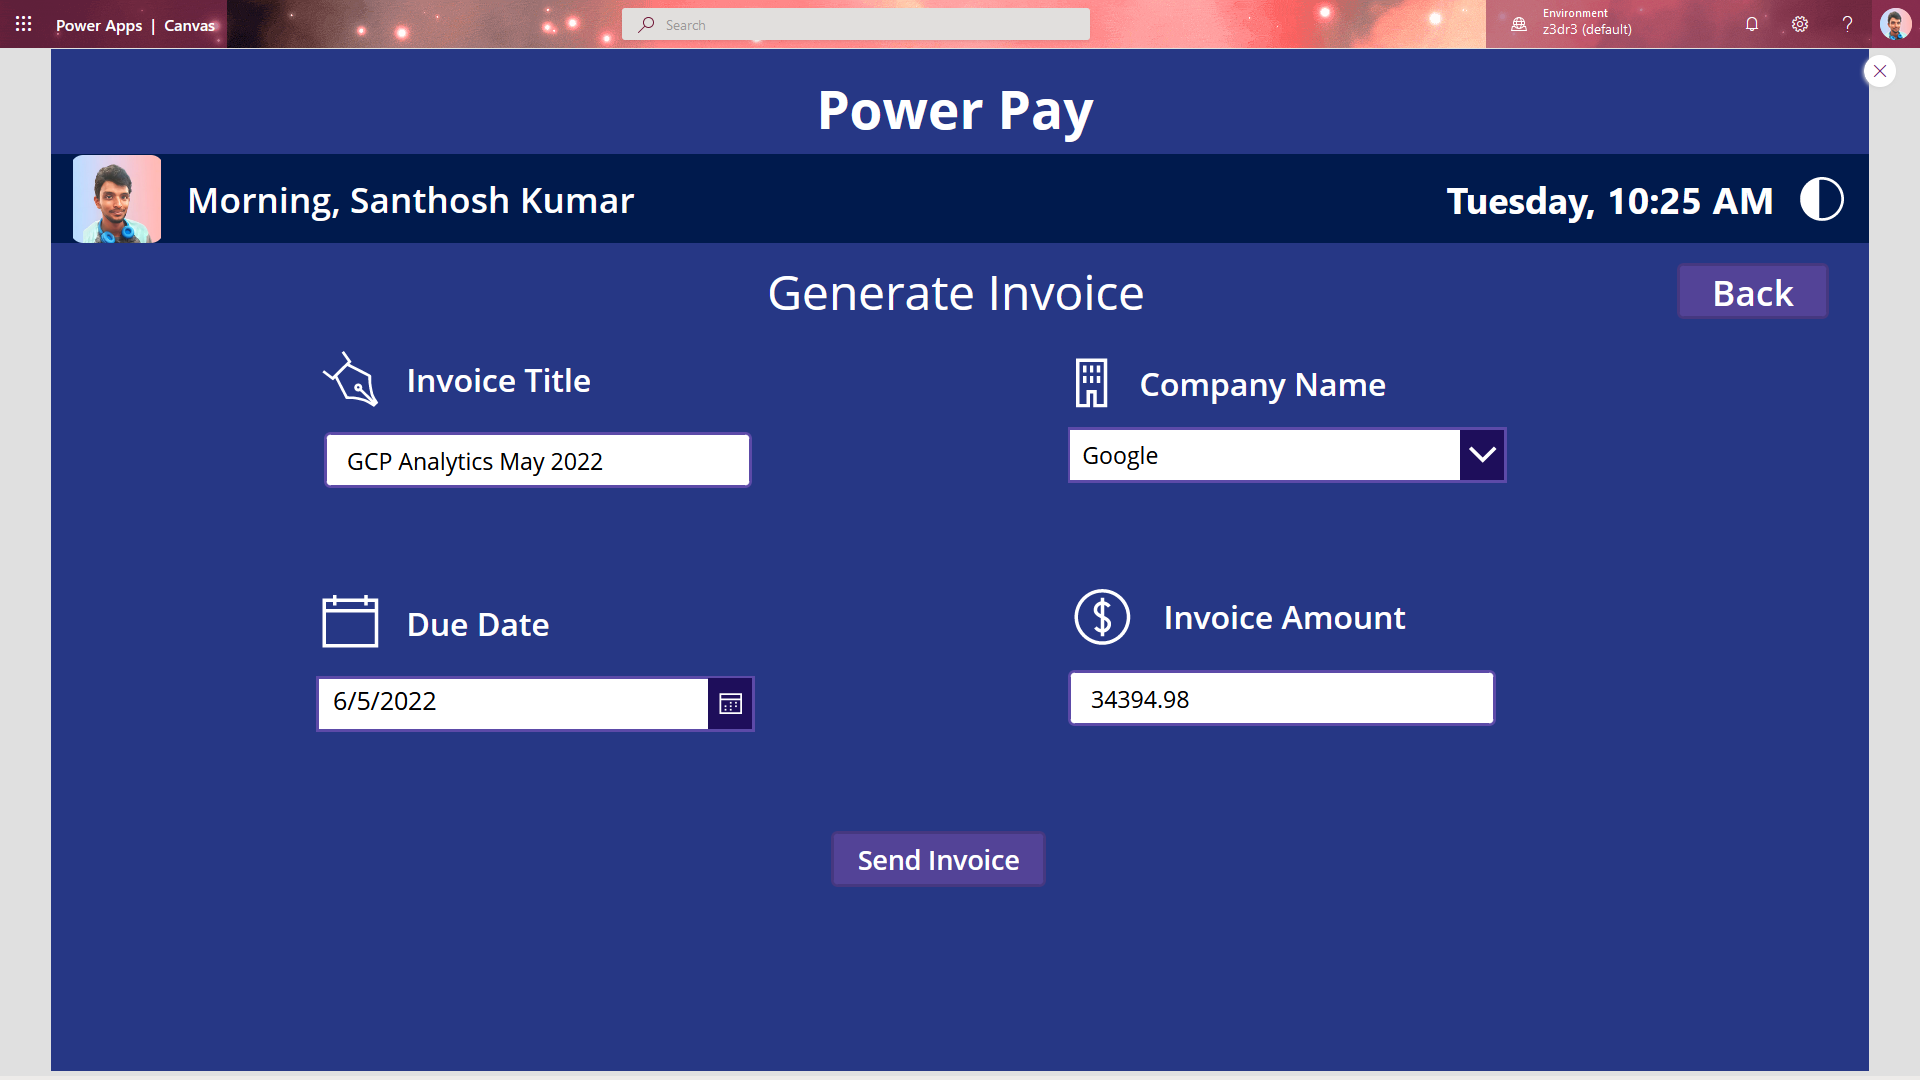 Power Apps | Canvas
Search
Environment
z3dr3 (default)
Power Pay
Morning, Santhosh Kumar
Tuesday, 10:25 AM
Generate Invoice
Back
Invoice Title
Company Name
GCP Analytics May 2022
Google
Due Date
Invoice Amount
6/5/2022
34394.98
Send Invoice